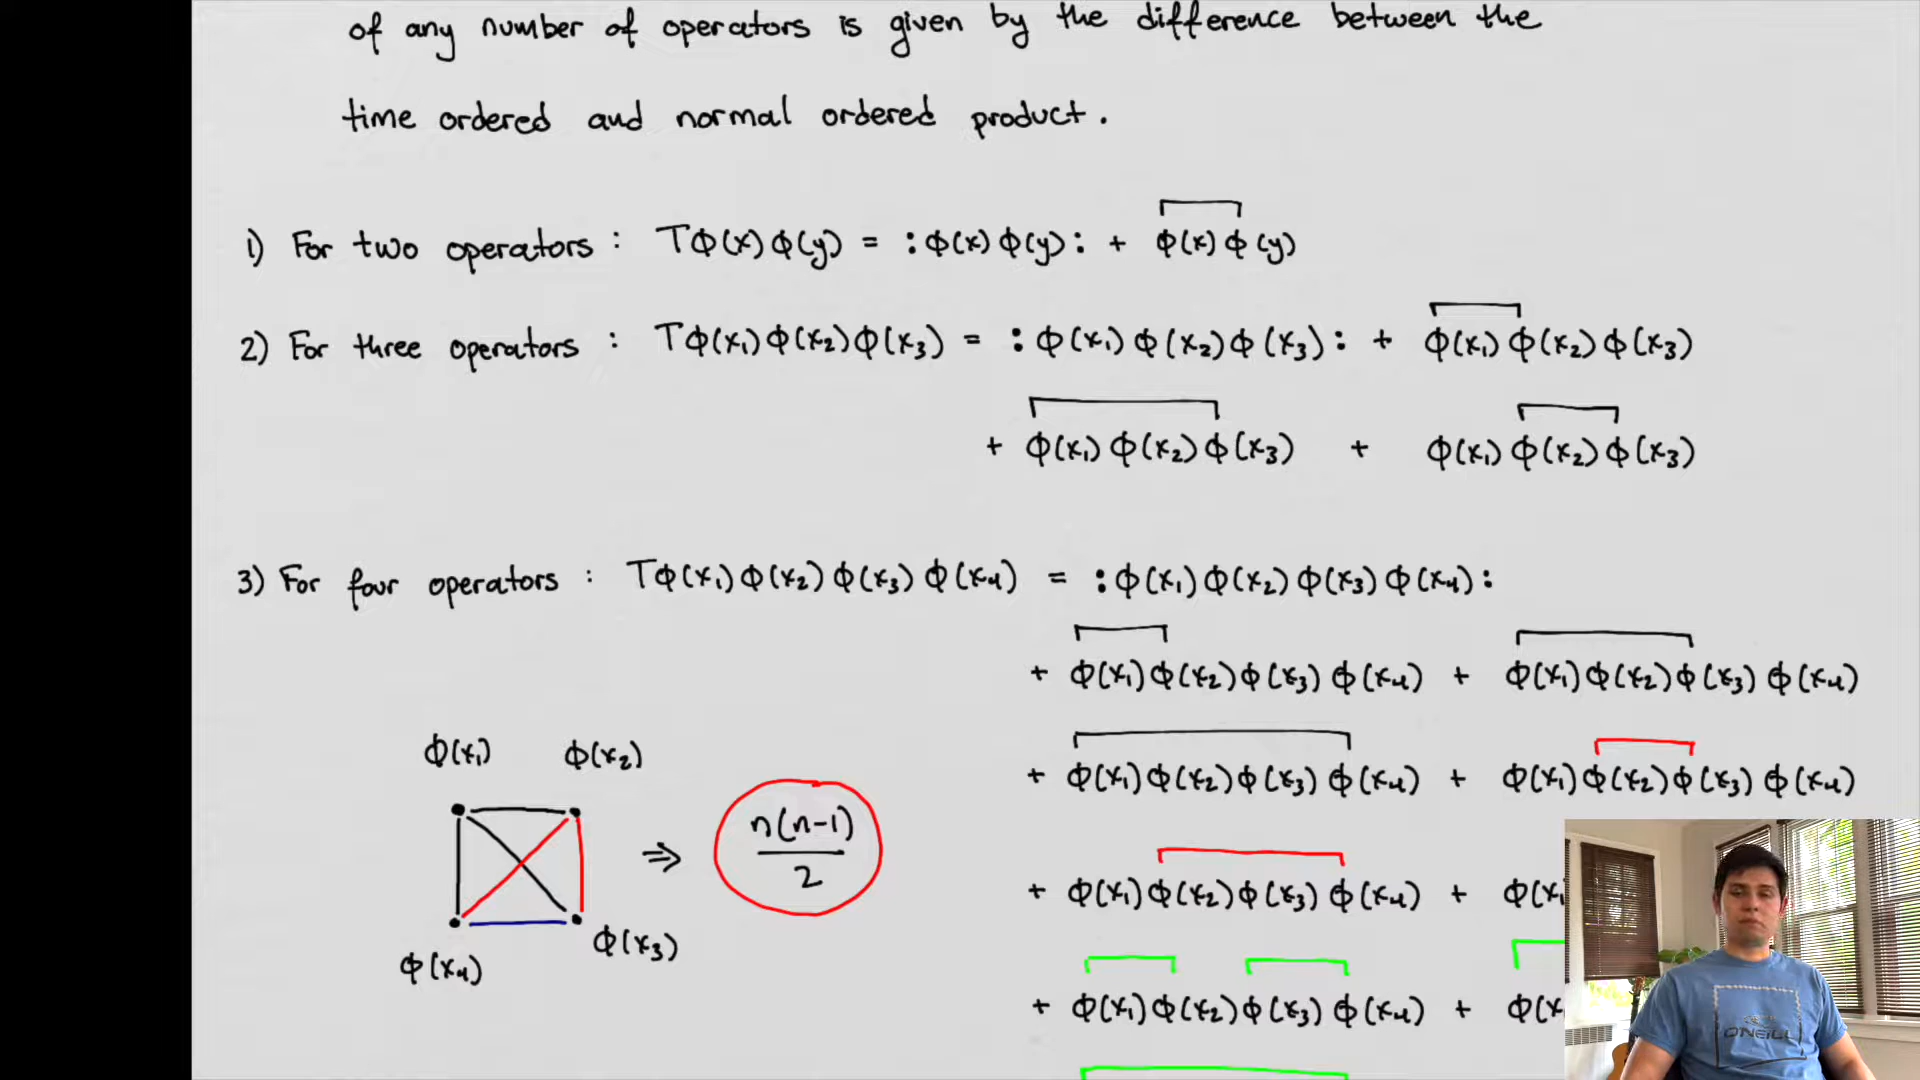 of any number of operators is given by the difference between the
time ordered and normal ordered product.
1) For two operators : Tϕ(x)ϕ(y) = :ϕ(x)ϕ(y): + ϕ(x)ϕ(y)
2) For three operators : Tϕ(x₁)ϕ(x₂)ϕ(x₃) = :ϕ(x₁)ϕ(x₂)ϕ(x₃): + ϕ(x₁)ϕ(x₂)ϕ(x₃)
+ ϕ(x₁)ϕ(x₂)ϕ(x₃) + ϕ(x₁)ϕ(x₂)ϕ(x₃)
3) For four operators : Tϕ(x₁)ϕ(x₂)ϕ(x₃)ϕ(x₄) = :ϕ(x₁)ϕ(x₂)ϕ(x₃)ϕ(x₄):
+ ϕ(x₁)ϕ(x₂)ϕ(x₃)ϕ(x₄) + ϕ(x₁)ϕ(x₂)ϕ(x₃)ϕ(x₄)
+ ϕ(x₁)ϕ(x₂)ϕ(x₃)ϕ(x₄) + ϕ(x₁)ϕ(x₂)ϕ(x₃)ϕ(x₄)
+ ϕ(x₁)ϕ(x₂)ϕ(x₃)ϕ(x₄) + ϕ(x₁
+ ϕ(x₁)ϕ(x₂)ϕ(x₃)ϕ(x₄) + ϕ(x
ϕ(x₁) ϕ(x₂)
⇒ n(n-1)/2
ϕ(x₃)
ϕ(x₄)
O'NEILL